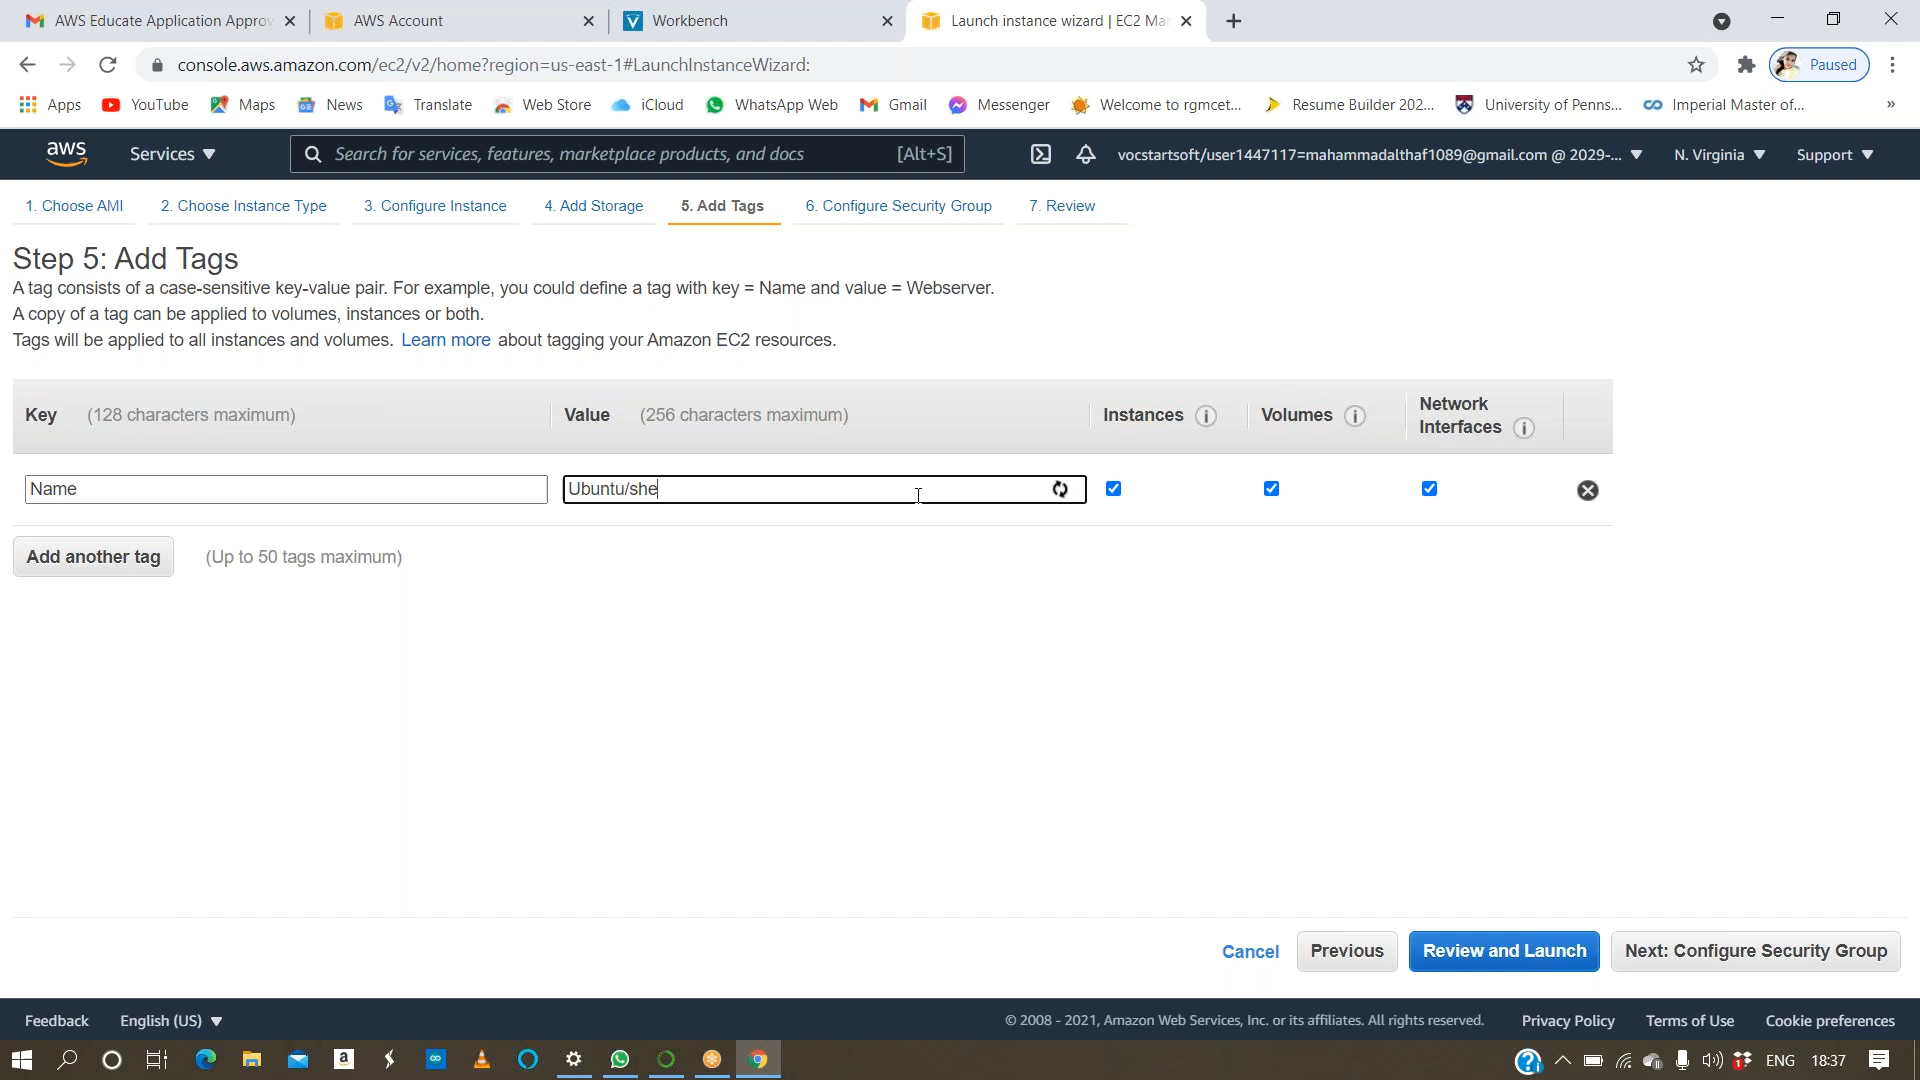 AWS Educate Application Approv
AWS Account
Workbench
Launch instance wizard | EC2 Ma
console.aws.amazon.com/ec2/v2/home?region=us-east-1#LaunchInstanceWizard:
Paused
Apps
YouTube
Maps
News
Translate
Web Store
iCloud
WhatsApp Web
Gmail
Messenger
Welcome to rgmcet...
Resume Builder 202...
University of Penns...
Imperial Master of...
»
aws
Services
Search for services, features, marketplace products, and docs
[Alt+S]
vocstartsoft/user1447117=mahammadalthaf1089@gmail.com @ 2029-...
N. Virginia
Support
1. Choose AMI
2. Choose Instance Type
3. Configure Instance
4. Add Storage
5. Add Tags
6. Configure Security Group
7. Review
Step 5: Add Tags
A tag consists of a case-sensitive key-value pair. For example, you could define a tag with key = Name and value = Webserver.
A copy of a tag can be applied to volumes, instances or both.
Tags will be applied to all instances and volumes. Learn more about tagging your Amazon EC2 resources.
Key (128 characters maximum)
Value (256 characters maximum)
Instances
Volumes
Network
Interfaces
Name
Ubuntu/she
Add another tag
(Up to 50 tags maximum)
Cancel
Previous
Review and Launch
Next: Configure Security Group
Feedback
English (US)
© 2008 - 2021, Amazon Web Services, Inc. or its affiliates. All rights reserved.
Privacy Policy
Terms of Use
Cookie preferences
ENG
18:37